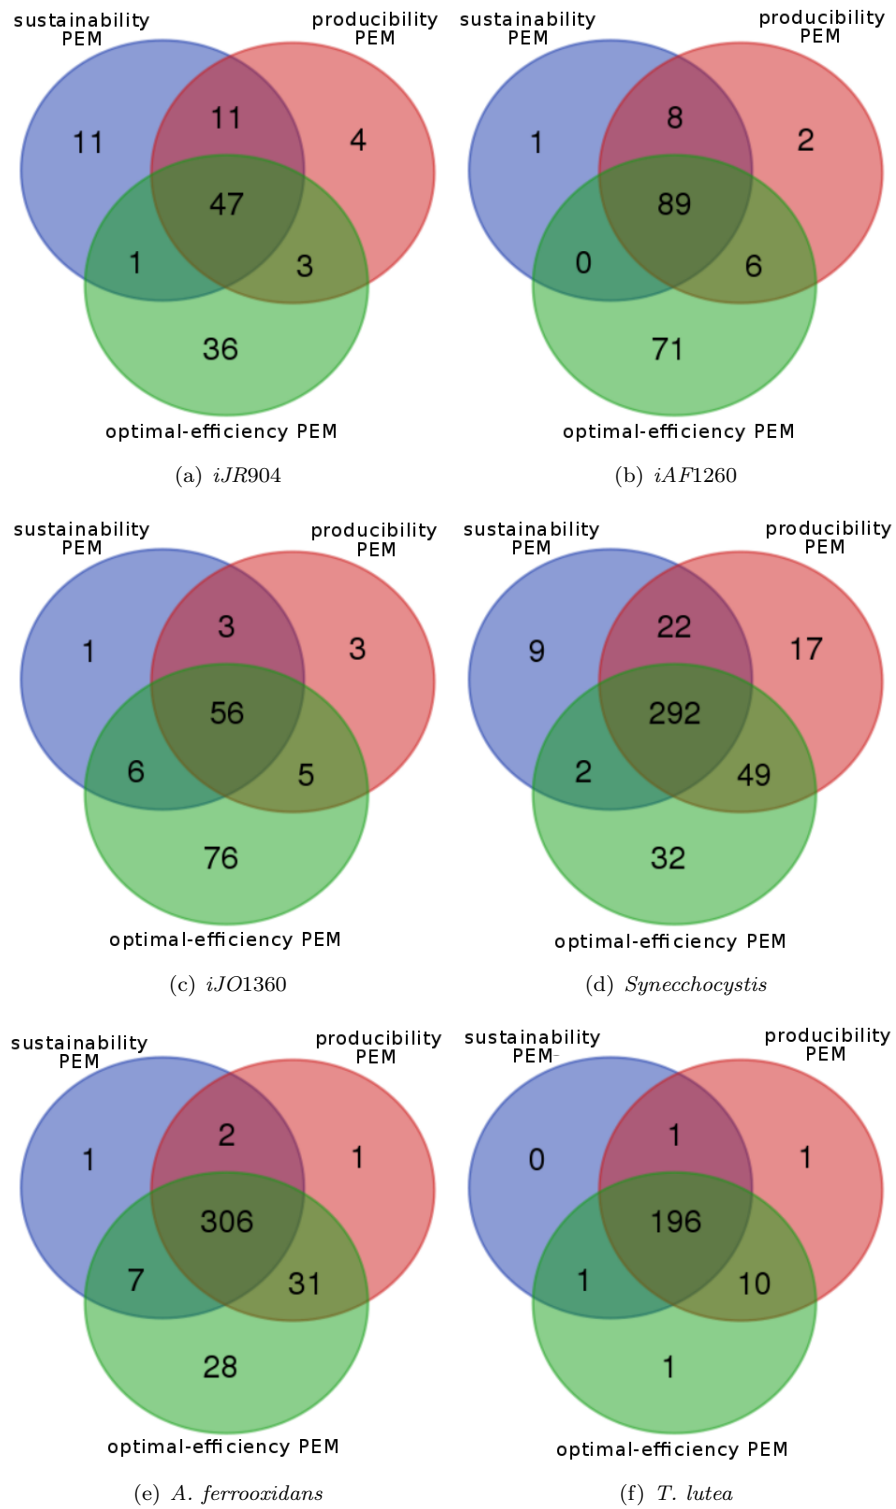 sustainability
PEM
producibility
PEM
11
11
4
47
1
3
36
optimal-efficiency PEM
(a) iJR904
sustainability
PEM
producibility
PEM
1
8
2
89
0
6
71
optimal-efficiency PEM
(b) iAF1260
sustainability
PEM
producibility
PEM
1
3
3
56
6
5
76
optimal-efficiency PEM
(c) iJO1360
sustainability
PEM
producibility
PEM
9
22
17
292
2
49
32
optimal-efficiency PEM
(d) Synecchocystis
sustainability
PEM
producibility
PEM
1
2
1
306
7
31
28
optimal-efficiency PEM
(e) A. ferrooxidans
sustainability
PEM
producibility
PEM
0
1
1
196
1
10
1
optimal-efficiency PEM
(f) T. lutea